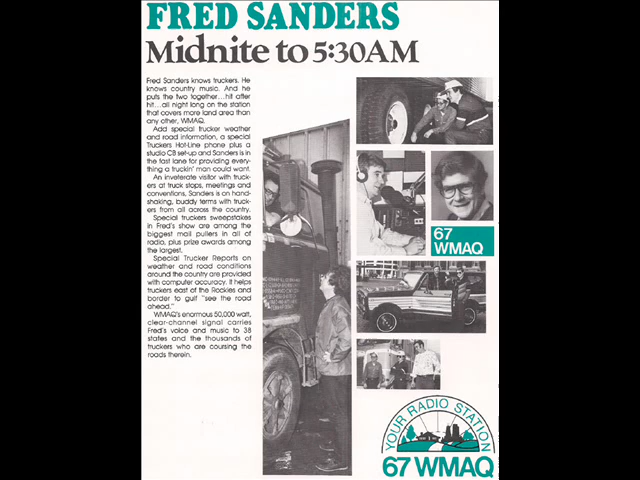 FRED SANDERS
Midnite to 5:30AM
Fred Sanders knows truckers. He
knows country music. And he
puts the two together...hit after
hit...all night long on the station
that covers more land area than
any other, WMAQ.
Add special trucker weather
and road information, a special
Truckers Hot-Line phone plus a
studio CB set-up and Sanders is in
the fast lane for providing every-
thing a truckin' man could want.
An inveterate visitor with truck-
ers at truck stops, meetings and
conventions, Sanders is on hand-
shaking, buddy terms with truck-
ers from all across the country.
Special truckers sweepstakes
in Fred's show are among the
biggest mail pullers in all of
radio, plus prize awards among
the largest.
Special Trucker Reports on
weather and road conditions
around the country are provided
with computer accuracy. It helps
truckers east of the Rockies and
border to gulf "see the road
ahead."
WMAQ's enormous 50,000 watt,
clear-channel signal carries
Fred's voice and music to 38
states and the thousands of
truckers who are coursing the
roads therein.
67
WMAQ
YOUR RADIO STATION
67 WMAQ